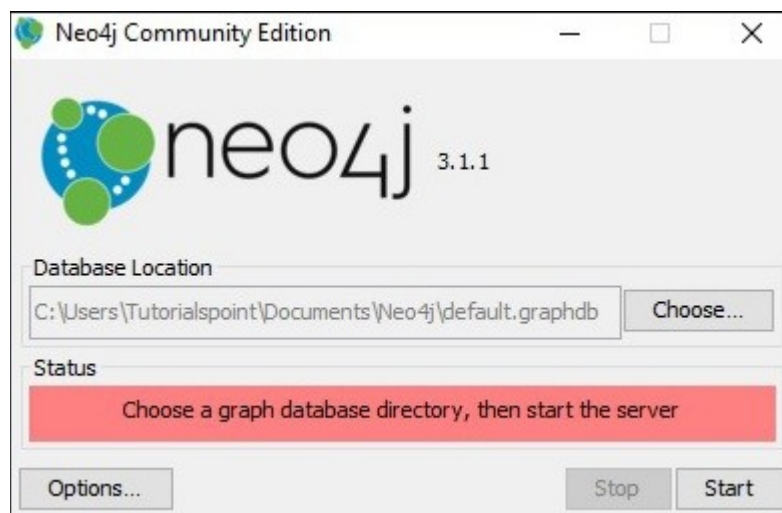 Neo4j Community Edition
neo4j 3.1.1
Database Location
C:\Users\Tutorialspoint\Documents\Neo4j\default.graphdb Choose...
Status
Choose a graph database directory, then start the server
Options... Stop Start